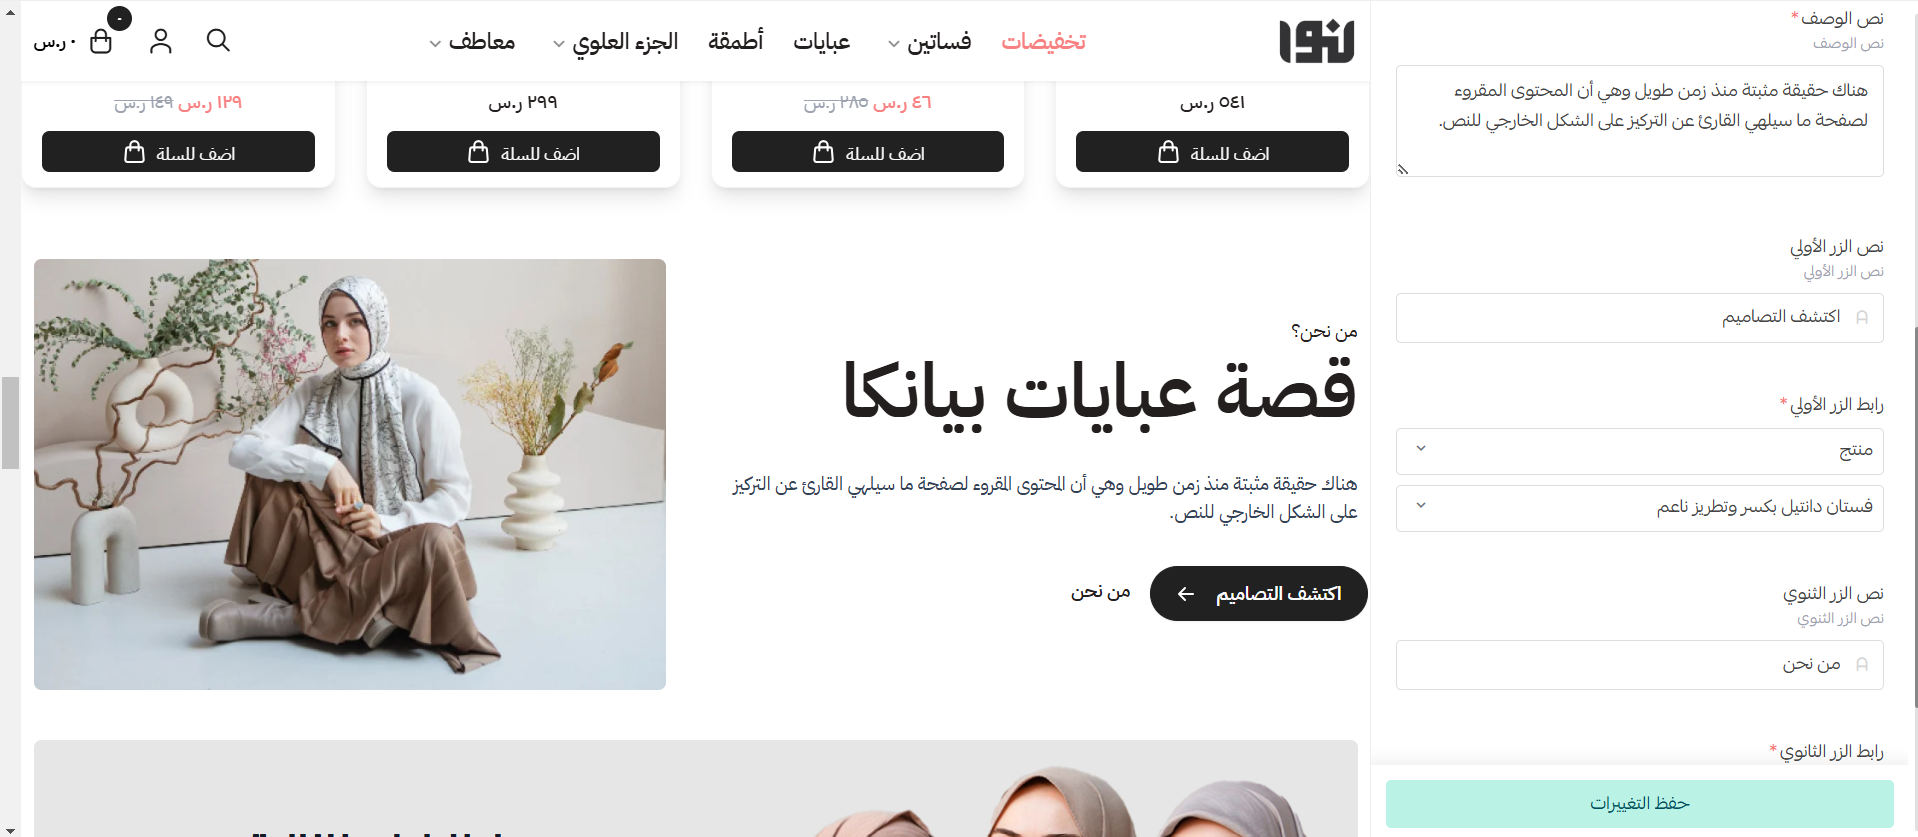 لنوا
تخفيضات
فساتين
عبايات
أطمقة
الجزء العلوي
معاطف
-
٠ ر.س
٥٤١ ر.س
٤٦ ر.س ٢٨٥ ر.س
٢٩٩ ر.س
١٢٩ ر.س ١٤٩ ر.س
اضف للسلة
اضف للسلة
اضف للسلة
اضف للسلة
من نحن؟
قصة عبايات بيانكا
هناك حقيقة مثبتة منذ زمن طويل وهي أن المحتوى المقروء لصفحة ما سيلهي القارئ عن التركيز
على الشكل الخارجي للنص.
اكتشف التصاميم
من نحن
نص الوصف*
نص الوصف
هناك حقيقة مثبتة منذ زمن طويل وهي أن المحتوى المقروء
لصفحة ما سيلهي القارئ عن التركيز على الشكل الخارجي للنص.
نص الزر الأولي
نص الزر الأولي
اكتشف التصاميم
رابط الزر الأولي*
منتج
فستان دانتيل بكسر وتطريز ناعم
نص الزر الثنوي
نص الزر الثنوي
من نحن
رابط الزر الثانوي*
حفظ التغييرات